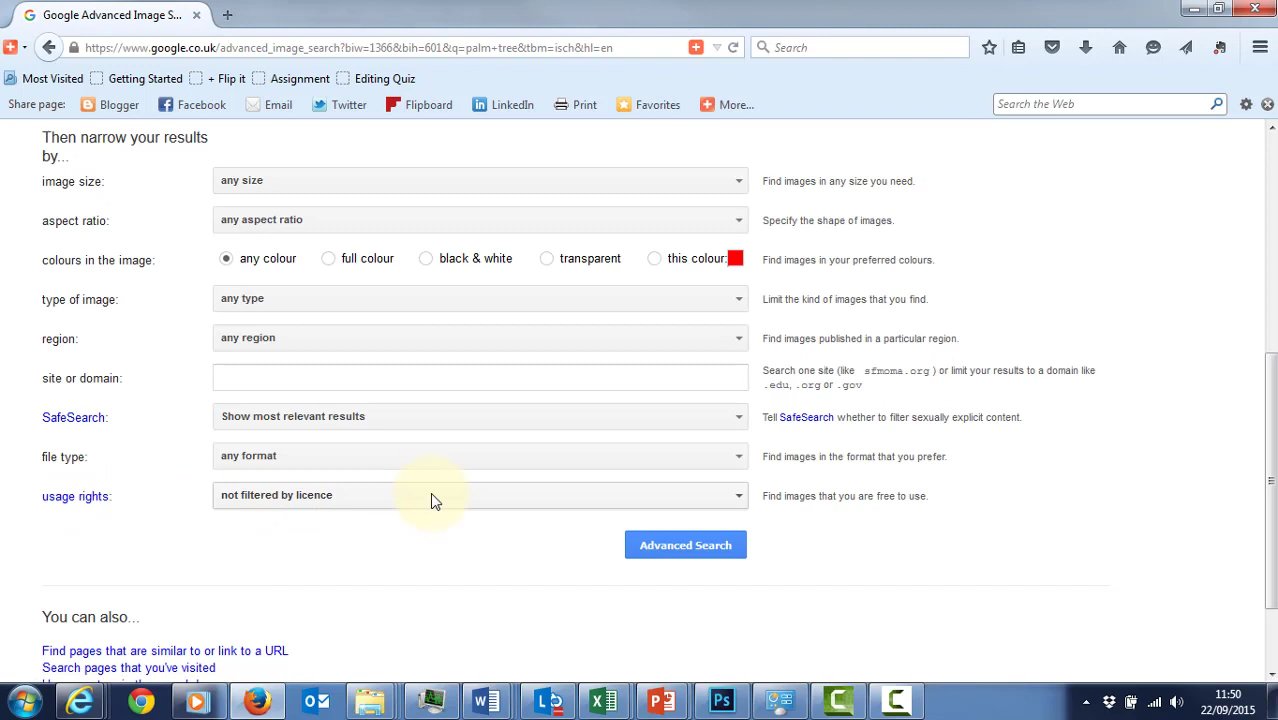 Google Advanced Image S...
https://www.google.co.uk/advanced_image_search?biw=1366&bih=601&q=palm+tree&tbm=isch&hl=en
Search
Most Visited Getting Started + Flip it Assignment Editing Quiz
Share page: Blogger Facebook Email Twitter Flipboard LinkedIn Print Favorites More...
Search the Web
Then narrow your results
by...
image size: any size Find images in any size you need.
aspect ratio: any aspect ratio Specify the shape of images.
colours in the image: any colour full colour black & white transparent this colour: Find images in your preferred colours.
type of image: any type Limit the kind of images that you find.
region: any region Find images published in a particular region.
site or domain: Search one site (like sfmoma.org ) or limit your results to a domain like
.edu, .org or .gov
SafeSearch: Show most relevant results Tell SafeSearch whether to filter sexually explicit content.
file type: any format Find images in the format that you prefer.
usage rights: not filtered by licence Find images that you are free to use.
Advanced Search
You can also...
Find pages that are similar to or link to a URL
Search pages that you've visited
11:50
22/09/2015